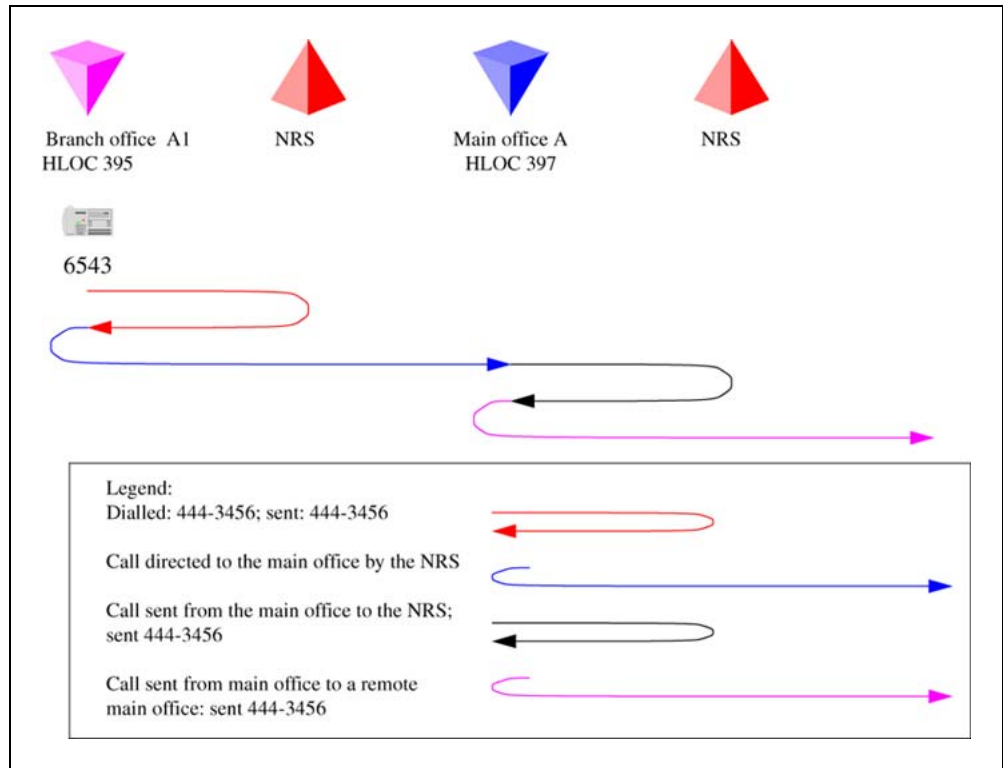 Branch office A1
HLOC 395
NRS
Main office A
HLOC 397
NRS
6543
Legend:
Dialled: 444-3456; sent: 444-3456
Call directed to the main office by the NRS
Call sent from the main office to the NRS;
sent 444-3456
Call sent from main office to a remote
main office: sent 444-3456